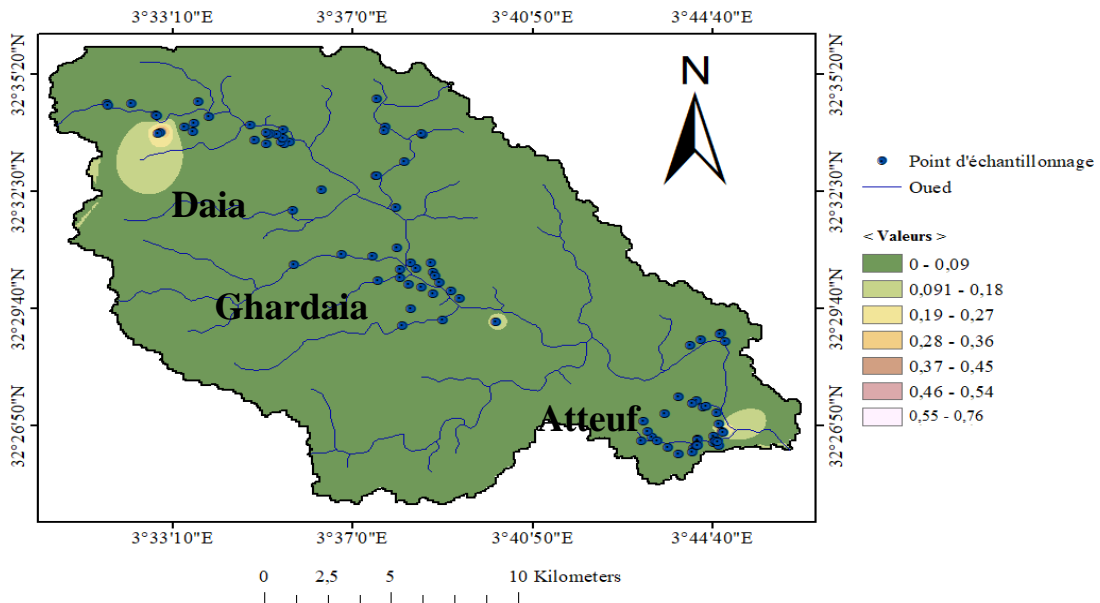 3°33'10"E 3°37'0"E 3°40'50"E 3°44'40"E
32°35'20"N 32°35'20"N
N
Point d'échantillonnage
Oued
32°32'30"N 32°32'30"N
Daia
< Valeurs >
0 - 0,09
0,091 - 0,18
Ghardaia
32°29'40"N 32°29'40"N
0,19 - 0,27
0,28 - 0,36
0,37 - 0,45
0,46 - 0,54
0,55 - 0,76
Atteuf
32°26'50"N 32°26'50"N
3°33'10"E 3°37'0"E 3°40'50"E 3°44'40"E
0 2,5 5 10 Kilometers